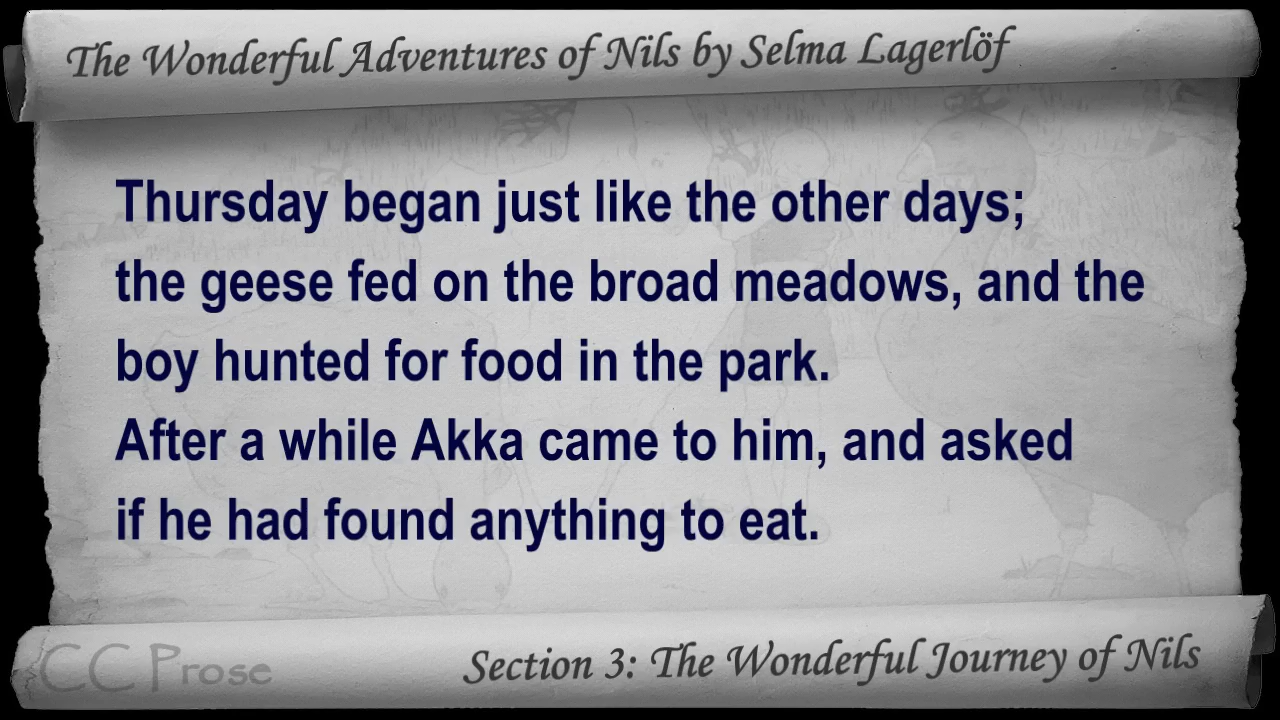 The Wonderful Adventures of Nils by Selma Lagerlöf
Thursday began just like the other days;
the geese fed on the broad meadows, and the
boy hunted for food in the park.
After a while Akka came to him, and asked
if he had found anything to eat.
CC Prose
Section 3: The Wonderful Journey of Nils